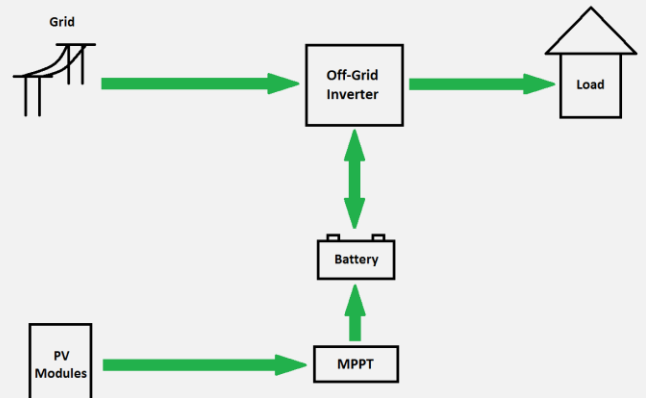 Grid
Off-Grid
Inverter
Load
Battery
PV
Modules
MPPT